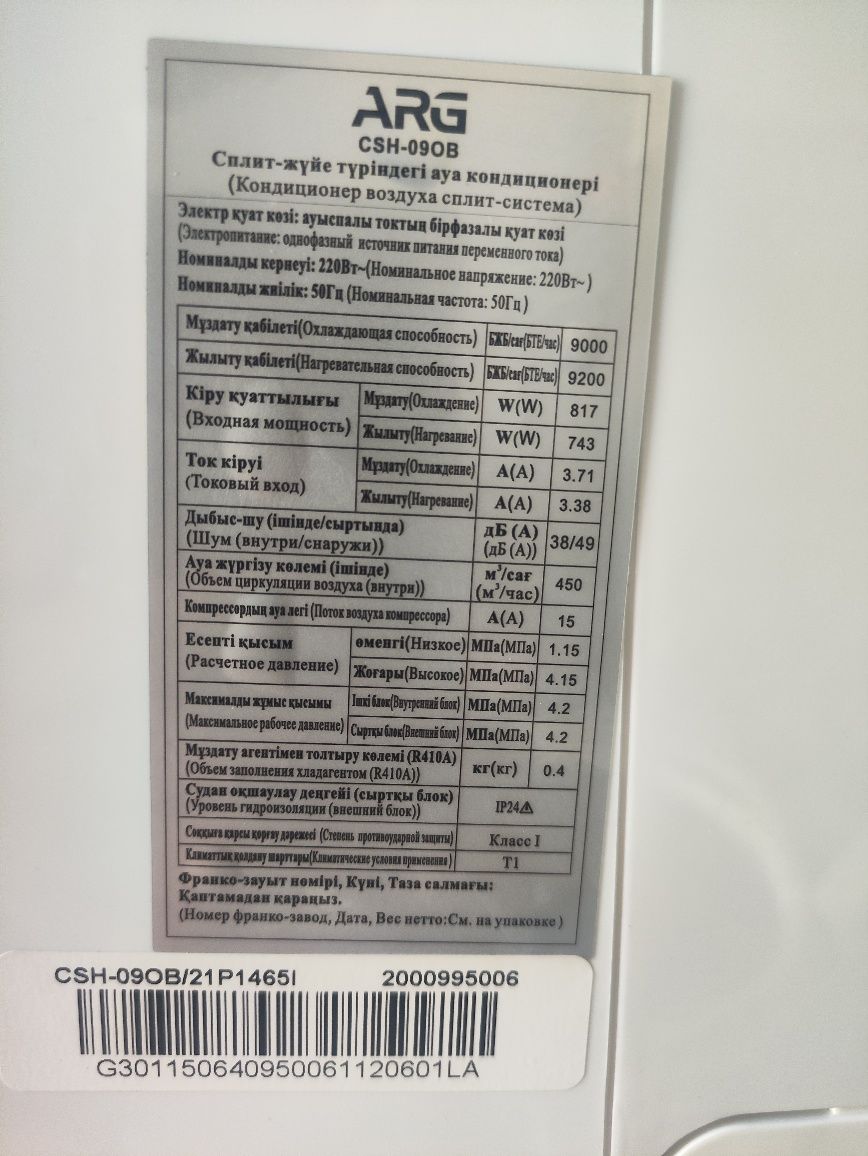 ARG
CSH-09OB
Сплит-жүйе түріндегі ауа кондиционері
(Кондиционер воздуха сплит-система)
Электр қуат көзі: ауыспалы токтың бірфазалы қуат көзі
(Электропитание: однофазный источник питания переменного тока)
Номиналды кернеуі: 220Вт~(Номинальное напряжение: 220Вт~)
Номиналды жиілік: 50Гц (Номинальная частота: 50Гц)
Мұздату қабілеті(Охлаждающая способность) БЖБ/сағ(БТЕ/час) 9000
Жылыту қабілеті(Нагревательная способность) БЖБ/сағ(БТЕ/час) 9200
Кіру қуаттылығы
(Входная мощность)
Мұздату(Охлаждение) W(W) 817
Жылыту(Нагревание) W(W) 743
Ток кіруі
(Токовый вход)
Мұздату(Охлаждение) А(А) 3.71
Жылыту(Нагревание) А(А) 3.38
Дыбыс-шу (ішінде/сыртында)
(Шум (внутри/снаружи))
дБ (А)
(дБ (А))
38/49
Ауа жүргізу көлемі (ішінде)
(Объем циркуляции воздуха (внутри))
м³/сағ
(м³/час)
450
Компрессордың ауа легі (Поток воздуха компрессора) А(А) 15
Есепті қысым
(Расчетное давление)
өменгі(Низкое) МПа(МПа) 1.15
Жоғары(Высокое) МПа(МПа) 4.15
Максималды жұмыс қысымы
(Максимальное рабочее давление)
Ішкі блок(Внутренний блок) МПа(МПа) 4.2
Сыртқы блок(Внешний блок) МПа(МПа) 4.2
Мұздату агентімен толтыру көлемі (R410A)
(Объем заполнения хладагентом (R410A))
кг(кг) 0.4
Судан оқшаулау деңгейі (сыртқы блок)
(Уровень гидроизоляции (внешний блок))
IP24
Соққыға қарсы қорғау дәрежесі (Степень противоударной защиты) Класс I
Климаттық қолдану шарттары(Климатические условия применения) T1
Франко-зауыт нөмірі, Күні, Таза салмағы:
Қаптамадан қараңыз.
(Номер франко-завод, Дата, Вес нетто:См. на упаковке)
CSH-09OB/21P1465I 2000995006
G301150640950061120601LA